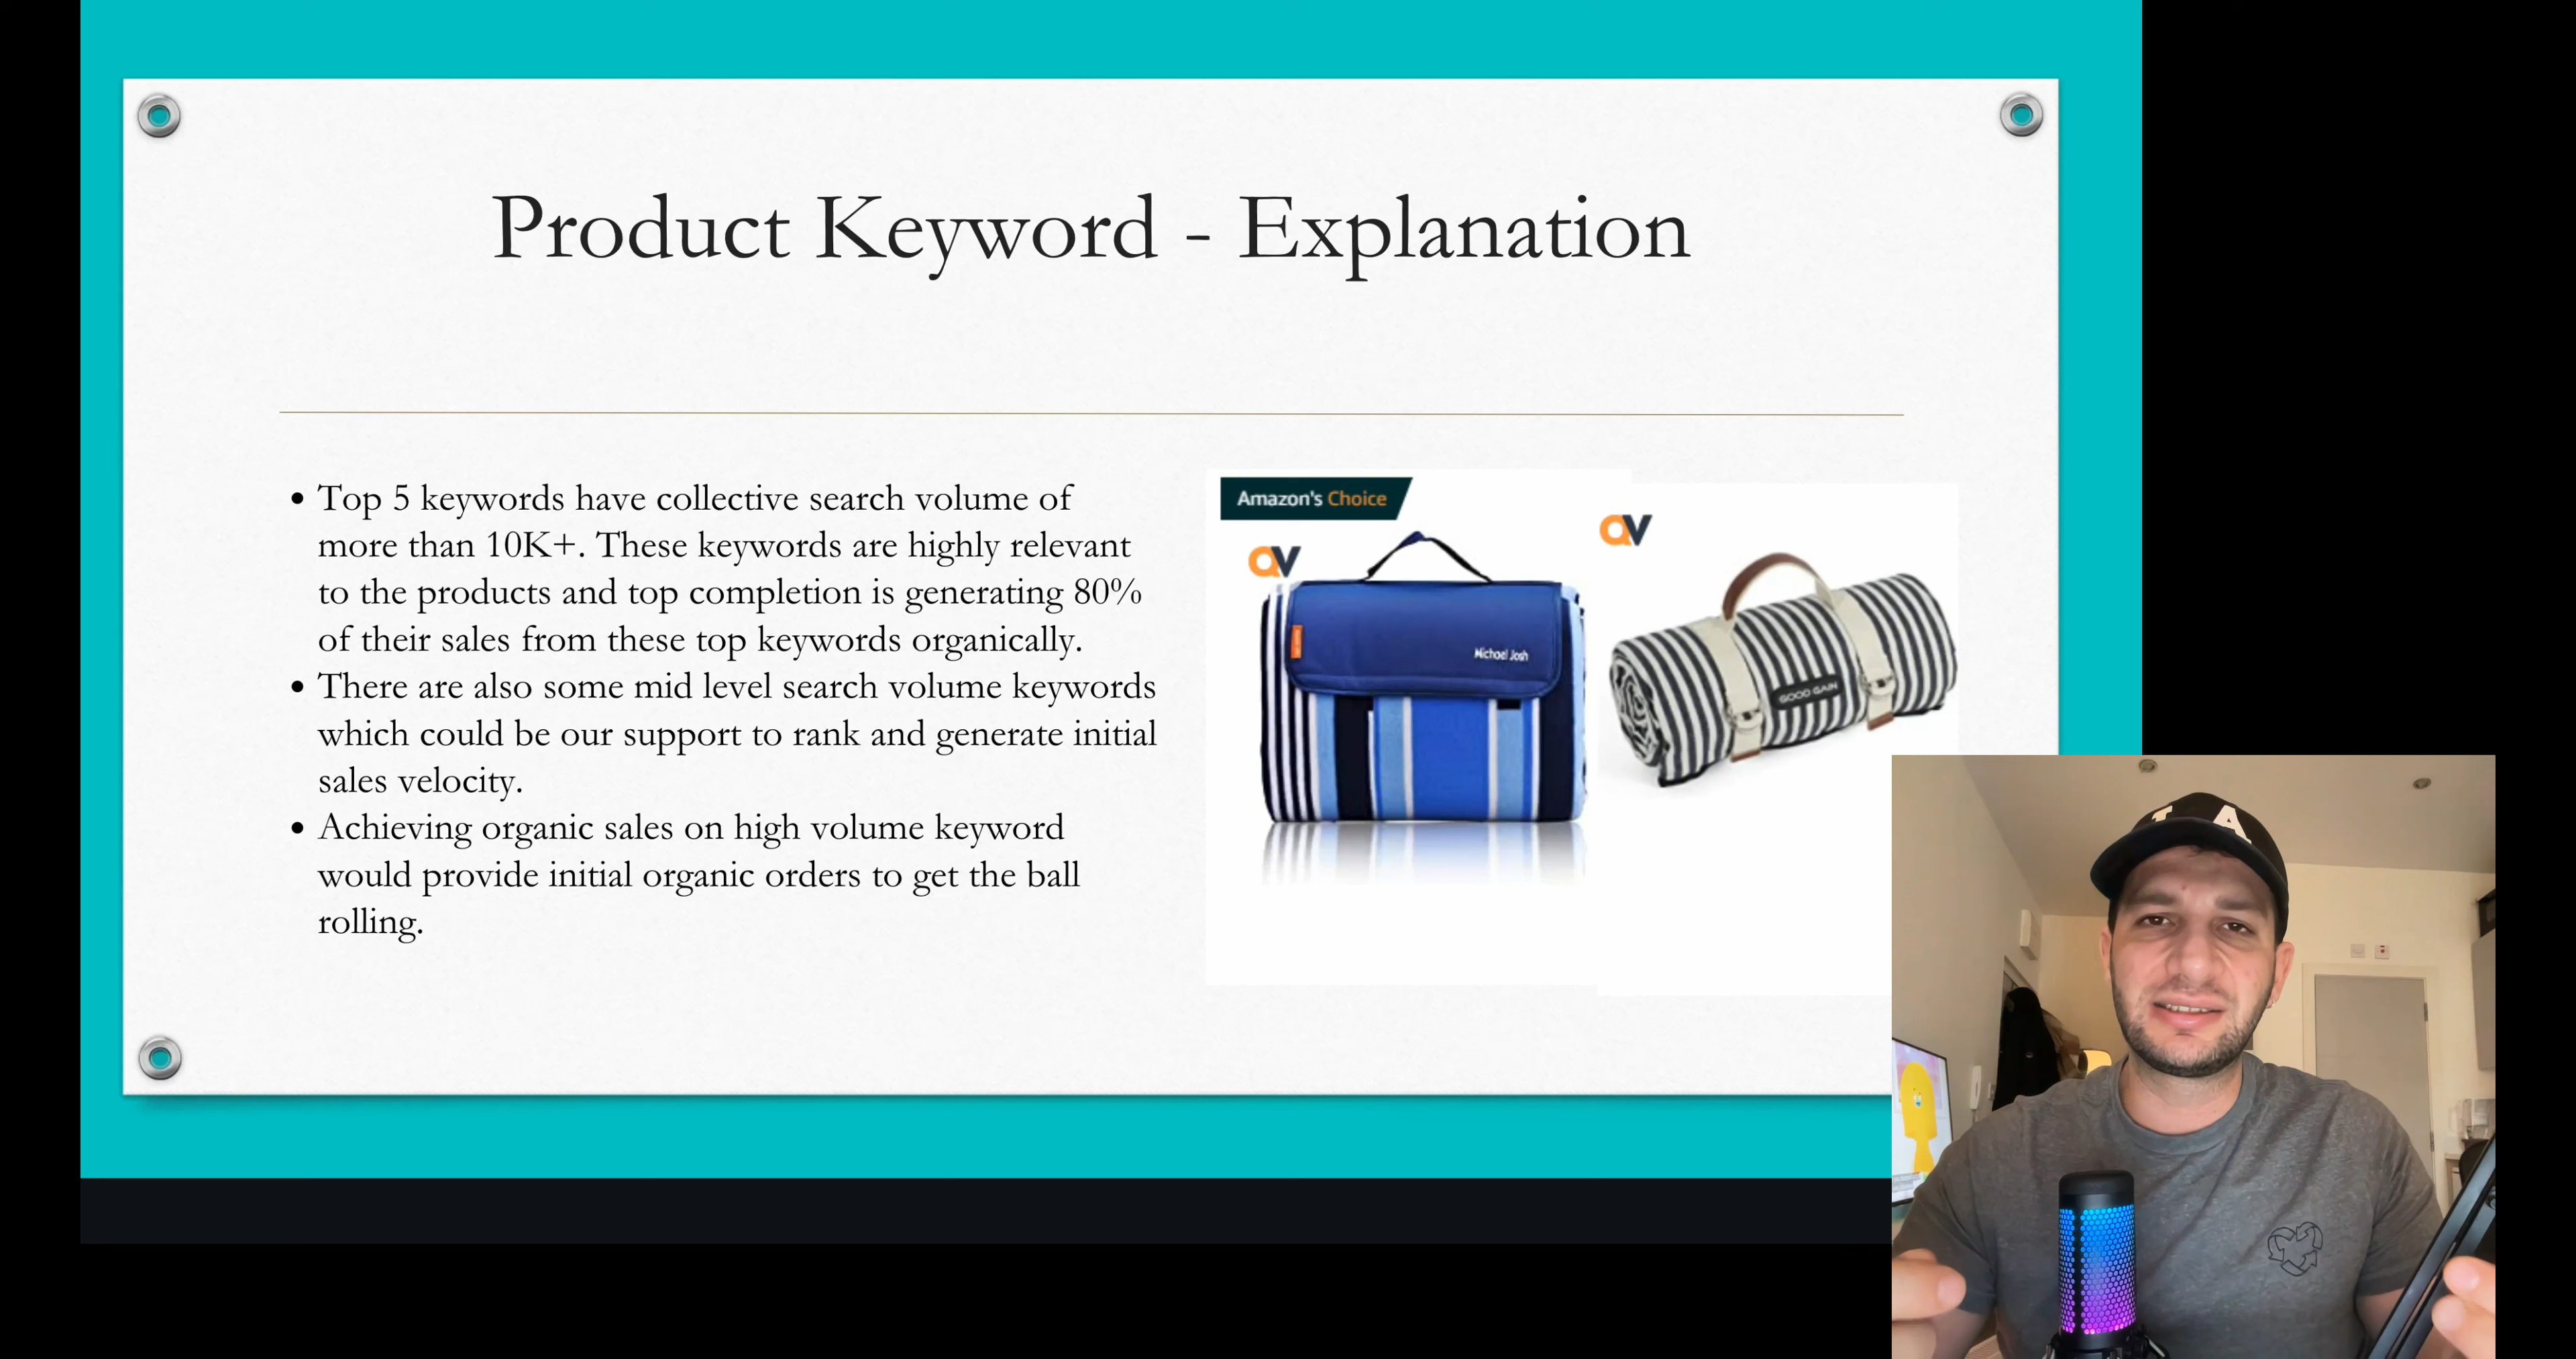 Product Keyword - Explanation
• Top 5 keywords have collective search volume of
more than 10K+. These keywords are highly relevant
to the products and top completion is generating 80%
of their sales from these top keywords organically.
• There are also some mid level search volume keywords
which could be our support to rank and generate initial
sales velocity.
• Achieving organic sales on high volume keyword
would provide initial organic orders to get the ball
rolling.
Amazon's Choice
QV
Michael Josh
QV
GOOD GAIN